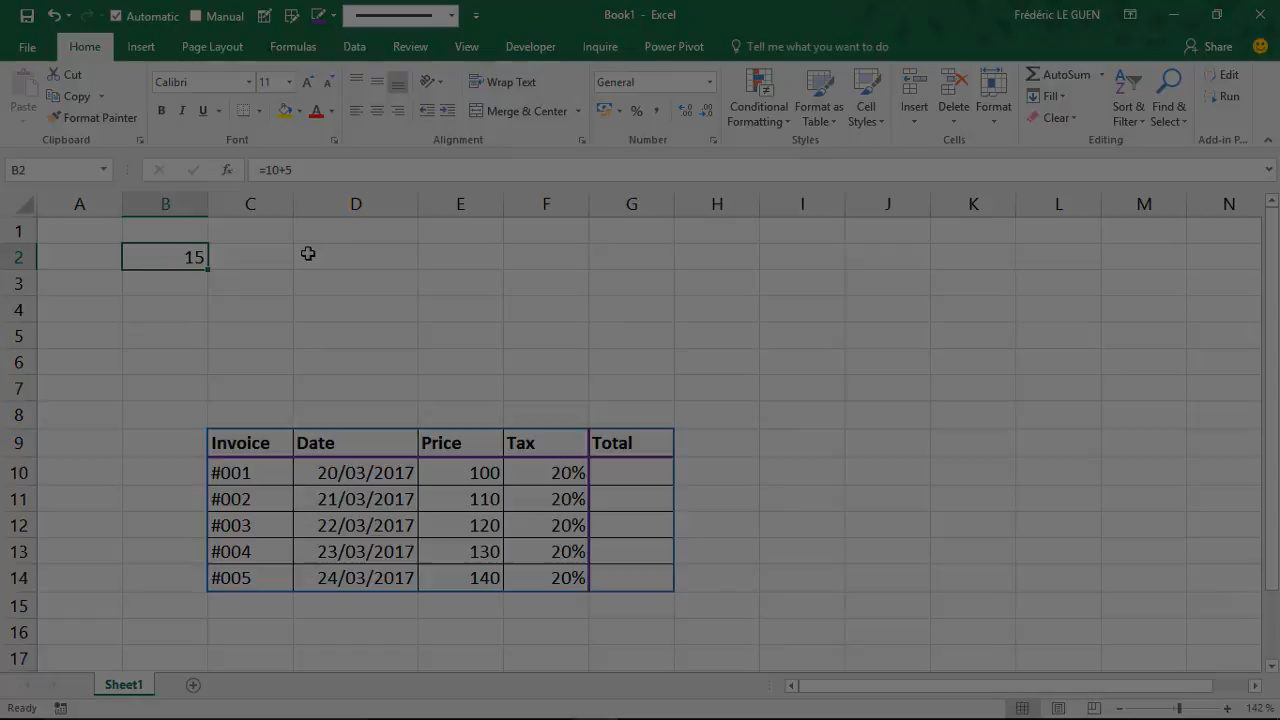 Automatic Manual Book1 - Excel Frédéric LE GUEN
File Home Insert Page Layout Formulas Data Review View Developer Inquire Power Pivot Tell me what you want to do Share
Cut
Copy
Format Painter
Paste
Clipboard
Calibri 11
B I U
Font
Wrap Text
Merge & Center
Alignment
General
%
Number
Conditional Formatting
Format as Table
Cell Styles
Styles
Insert Delete Format
Cells
AutoSum
Fill
Clear
Sort & Filter
Find & Select
Editing
Edit
Run
Add-in P...
B2 fx =10+5
A B C D E F G H I J K L M N
1
2 15
3
4
5
6
7
8
9 Invoice Date Price Tax Total
10 #001 20/03/2017 100 20%
11 #002 21/03/2017 110 20%
12 #003 22/03/2017 120 20%
13 #004 23/03/2017 130 20%
14 #005 24/03/2017 140 20%
15
16
17
Sheet1
Ready 142 %